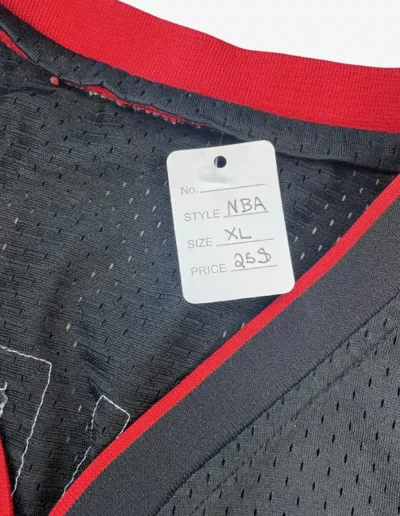 No.
STYLE NBA
SIZE XL
PRICE 25$